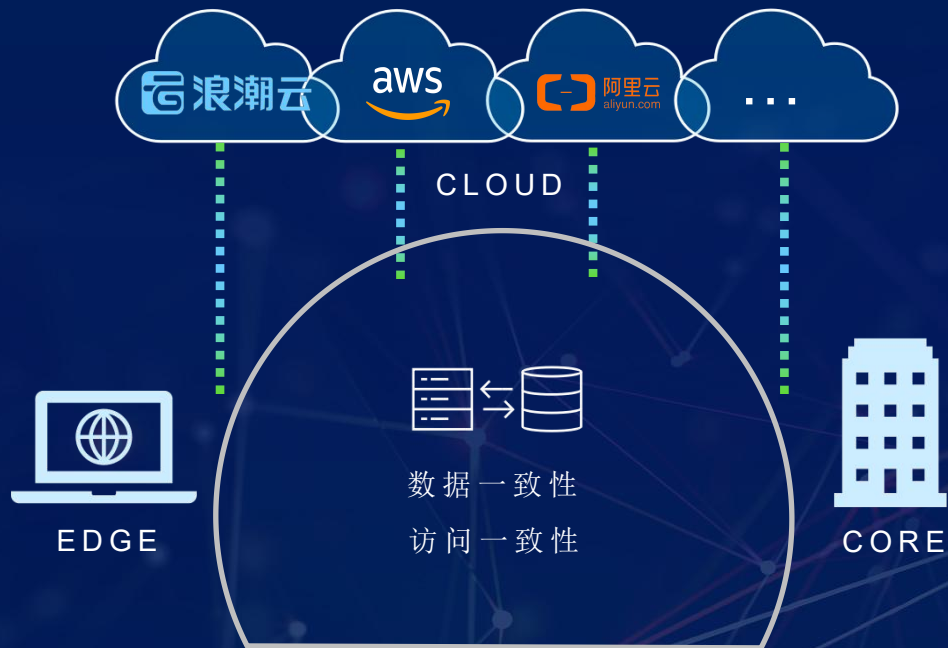 浪潮云
aws
[-] 阿里云
aliyun.com
...
CLOUD
数据一致性
访问一致性
EDGE
CORE